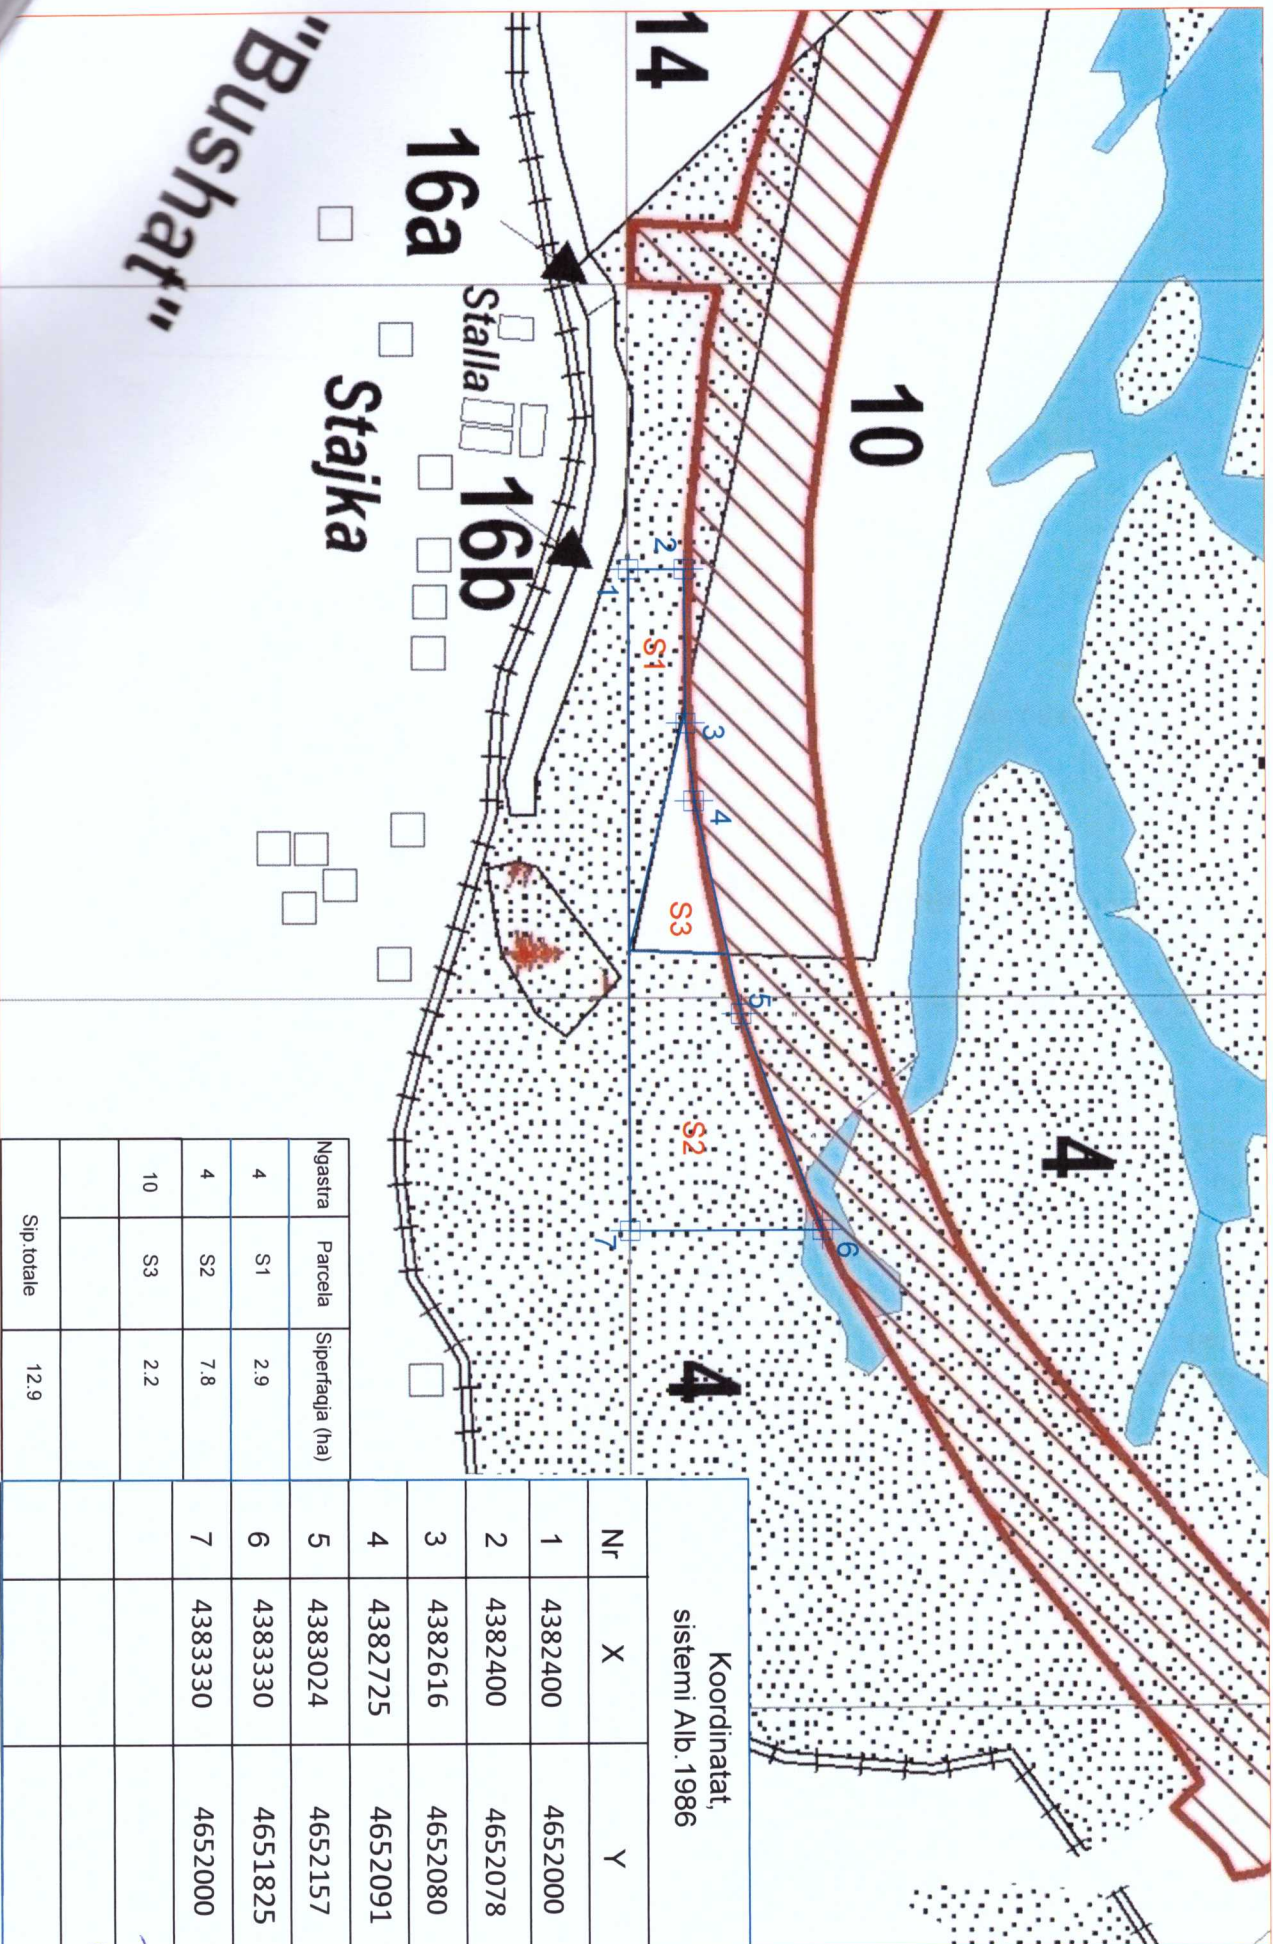 14
"Bushat"
16a
Stalla
Stajka
16b
10
2
1
S1
3
4
S3
5
S2
4
6
7
4
Ngastra Parcela Siperfaqja (ha)
4 S1 2.9
4 S2 7.8
10 S3 2.2
Sip.totale 12.9
Koordinatat,
sistemi Alb. 1986
Nr X Y
1 4382400 4652000
2 4382400 4652078
3 4382616 4652080
4 4382725 4652091
5 4383024 4652157
6 4383330 4651825
7 4383330 4652000